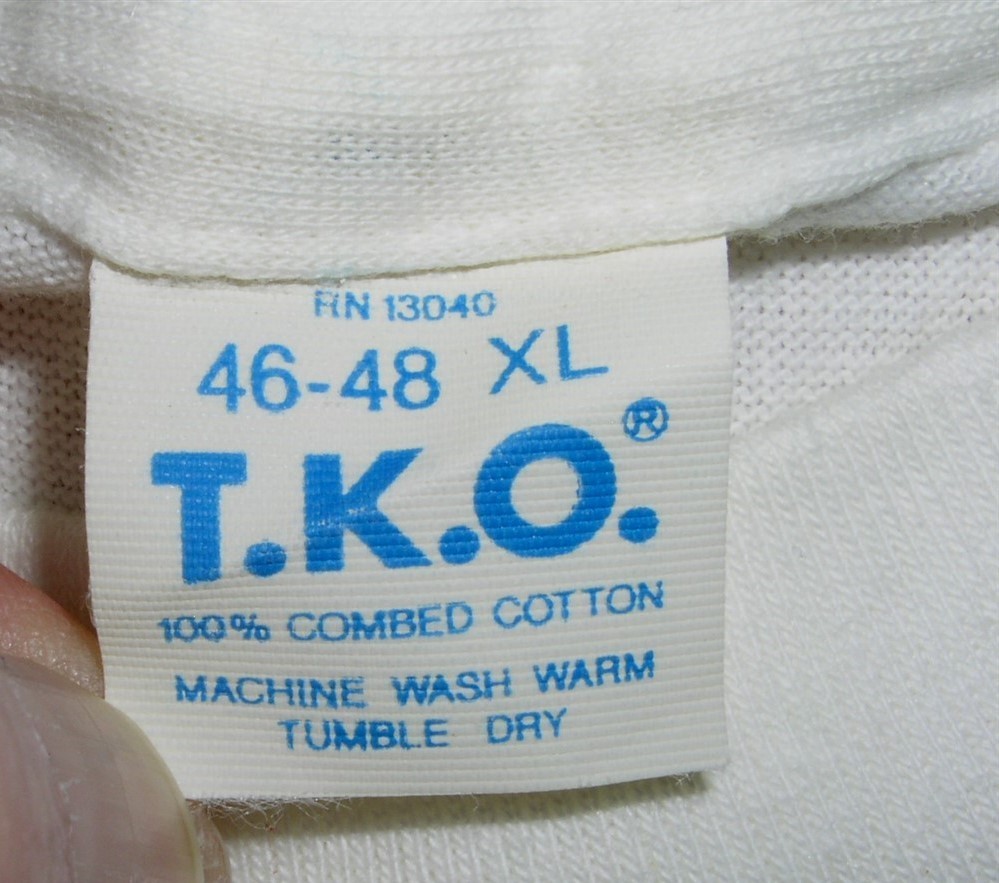 RN 13040
46-48 XL
T.K.O.®
100% COMBED COTTON
MACHINE WASH WARM
TUMBLE DRY